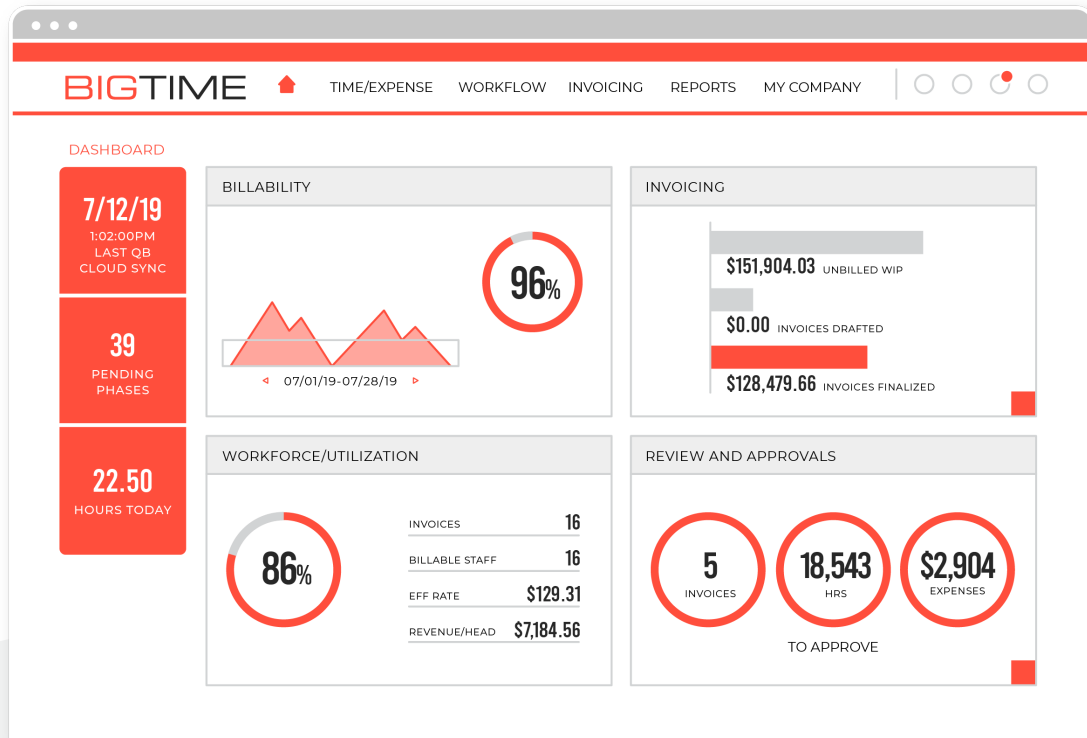 BIGTIME
TIME/EXPENSE WORKFLOW INVOICING REPORTS MY COMPANY
DASHBOARD
7/12/19
1:02:00PM
LAST QB
CLOUD SYNC
39
PENDING
PHASES
22.50
HOURS TODAY
BILLABILITY
96%
07/01/19-07/28/19
INVOICING
$151,904.03 UNBILLED WIP
$0.00 INVOICES DRAFTED
$128,479.66 INVOICES FINALIZED
WORKFORCE/UTILIZATION
86%
INVOICES 16
BILLABLE STAFF 16
EFF RATE $129.31
REVENUE/HEAD $7,184.56
REVIEW AND APPROVALS
5
INVOICES
18,543
HRS
$2,904
EXPENSES
TO APPROVE